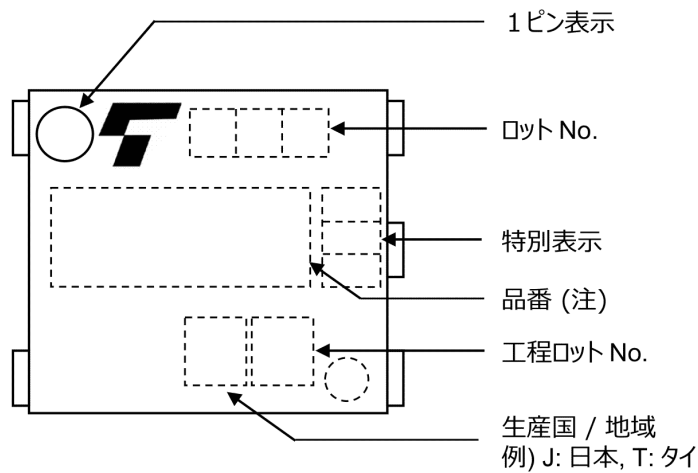 １ピン表示
ロット No.
特別表示
品番 (注)
工程ロット No.
生産国 / 地域
例) J: 日本, T: タイ